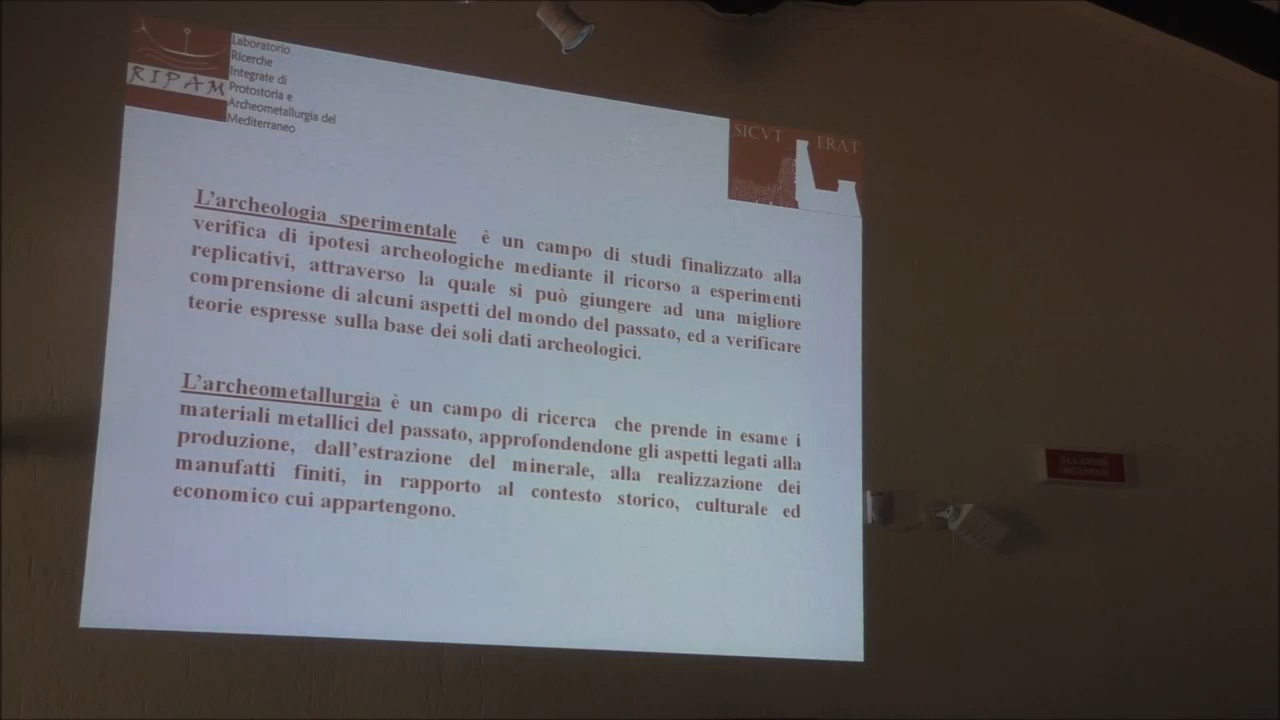 Laboratorio
Ricerche
Integrate di
Protostoria e
Archeometallurgia del
Mediterraneo
RIPAM
SICVT ERAT
L'archeologia sperimentale è un campo di studi finalizzato alla
verifica di ipotesi archeologiche mediante il ricorso a esperimenti
replicativi, attraverso la quale si può giungere ad una migliore
comprensione di alcuni aspetti del mondo del passato, ed a verificare
teorie espresse sulla base dei soli dati archeologici.
L'archeometallurgia è un campo di ricerca che prende in esame i
materiali metallici del passato, approfondendone gli aspetti legati alla
produzione, dall'estrazione del minerale, alla realizzazione dei
manufatti finiti, in rapporto al contesto storico, culturale ed
economico cui appartengono.